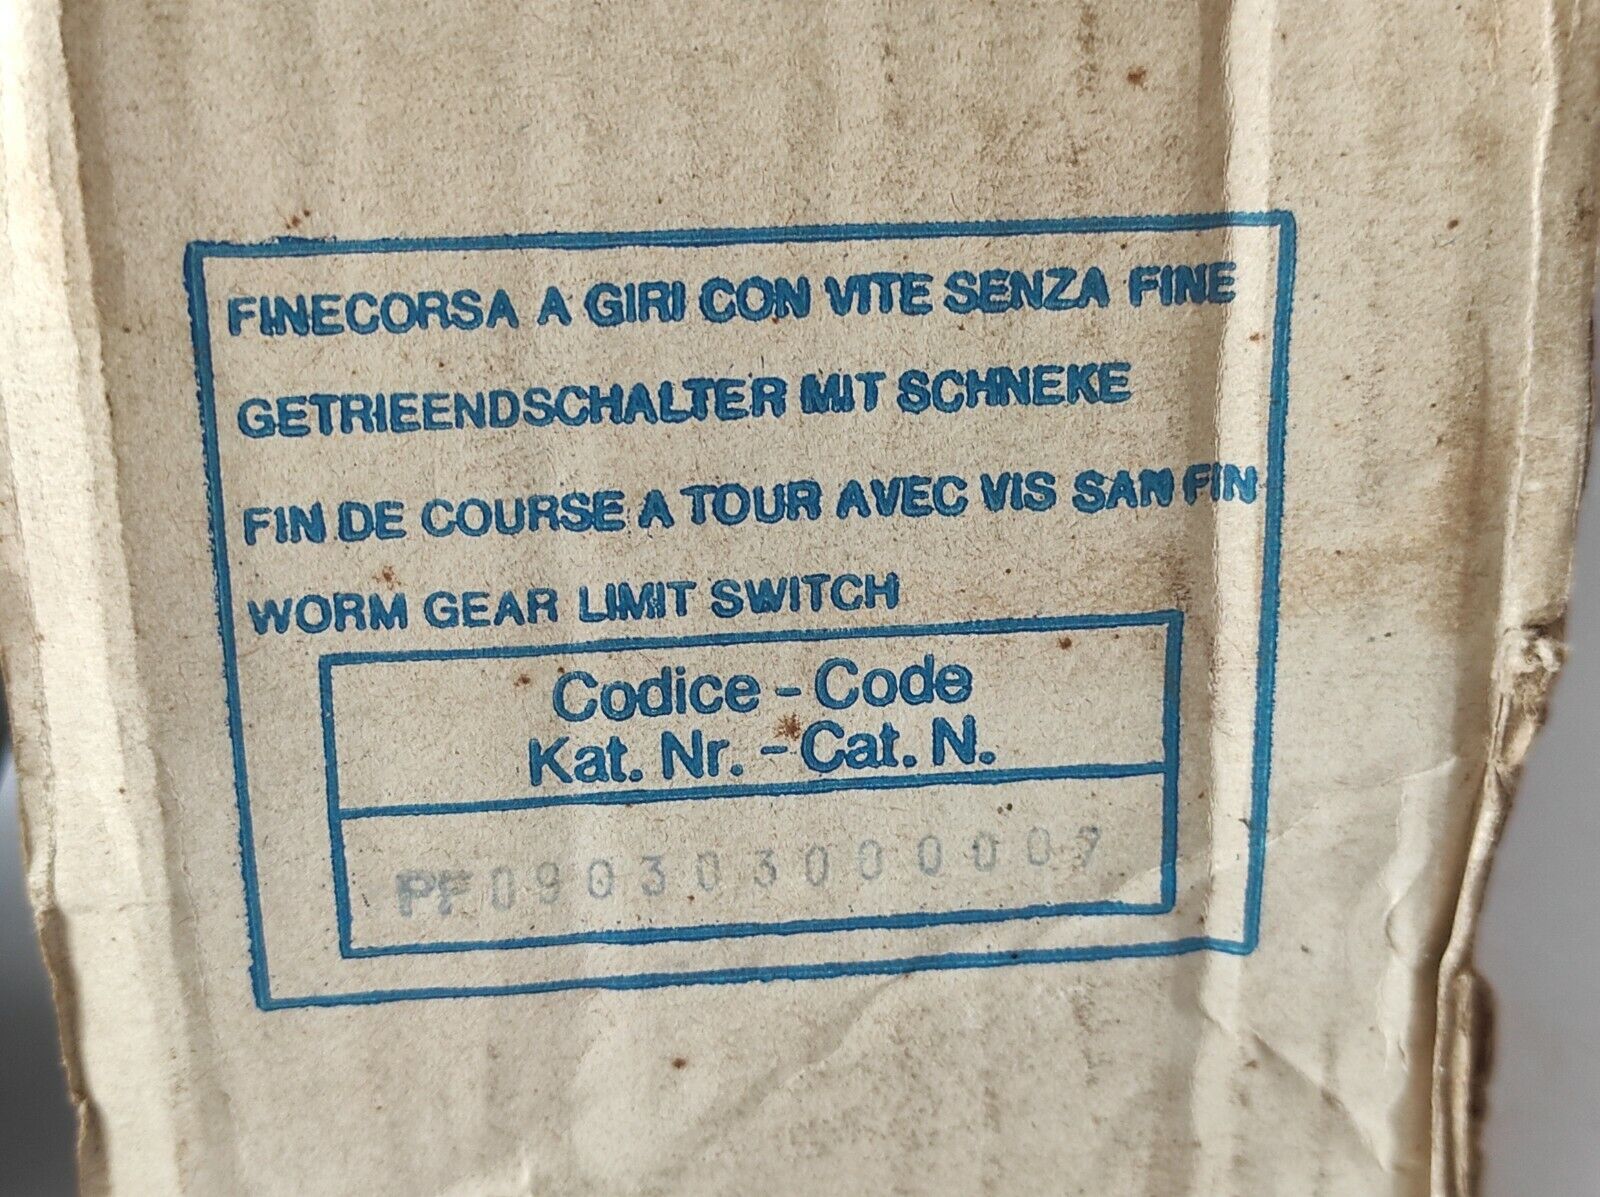 FINECORSA A GIRI CON VITE SENZA FINE
GETRIEENDSCHALTER MIT SCHNEKE
FIN DE COURSE A TOUR AVEC VIS SAN FIN
WORM GEAR LIMIT SWITCH
Codice - Code
Kat. Nr. - Cat. N.
PF090303000007